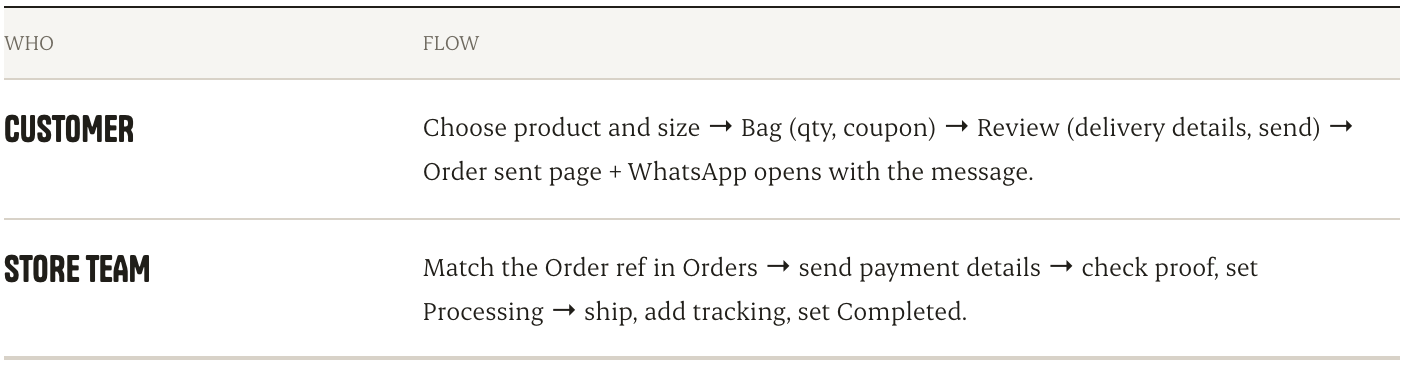 WHO
FLOW
CUSTOMER
Choose product and size → Bag (qty, coupon) → Review (delivery details, send) →
Order sent page + WhatsApp opens with the message.
STORE TEAM
Match the Order ref in Orders → send payment details → check proof, set
Processing → ship, add tracking, set Completed.